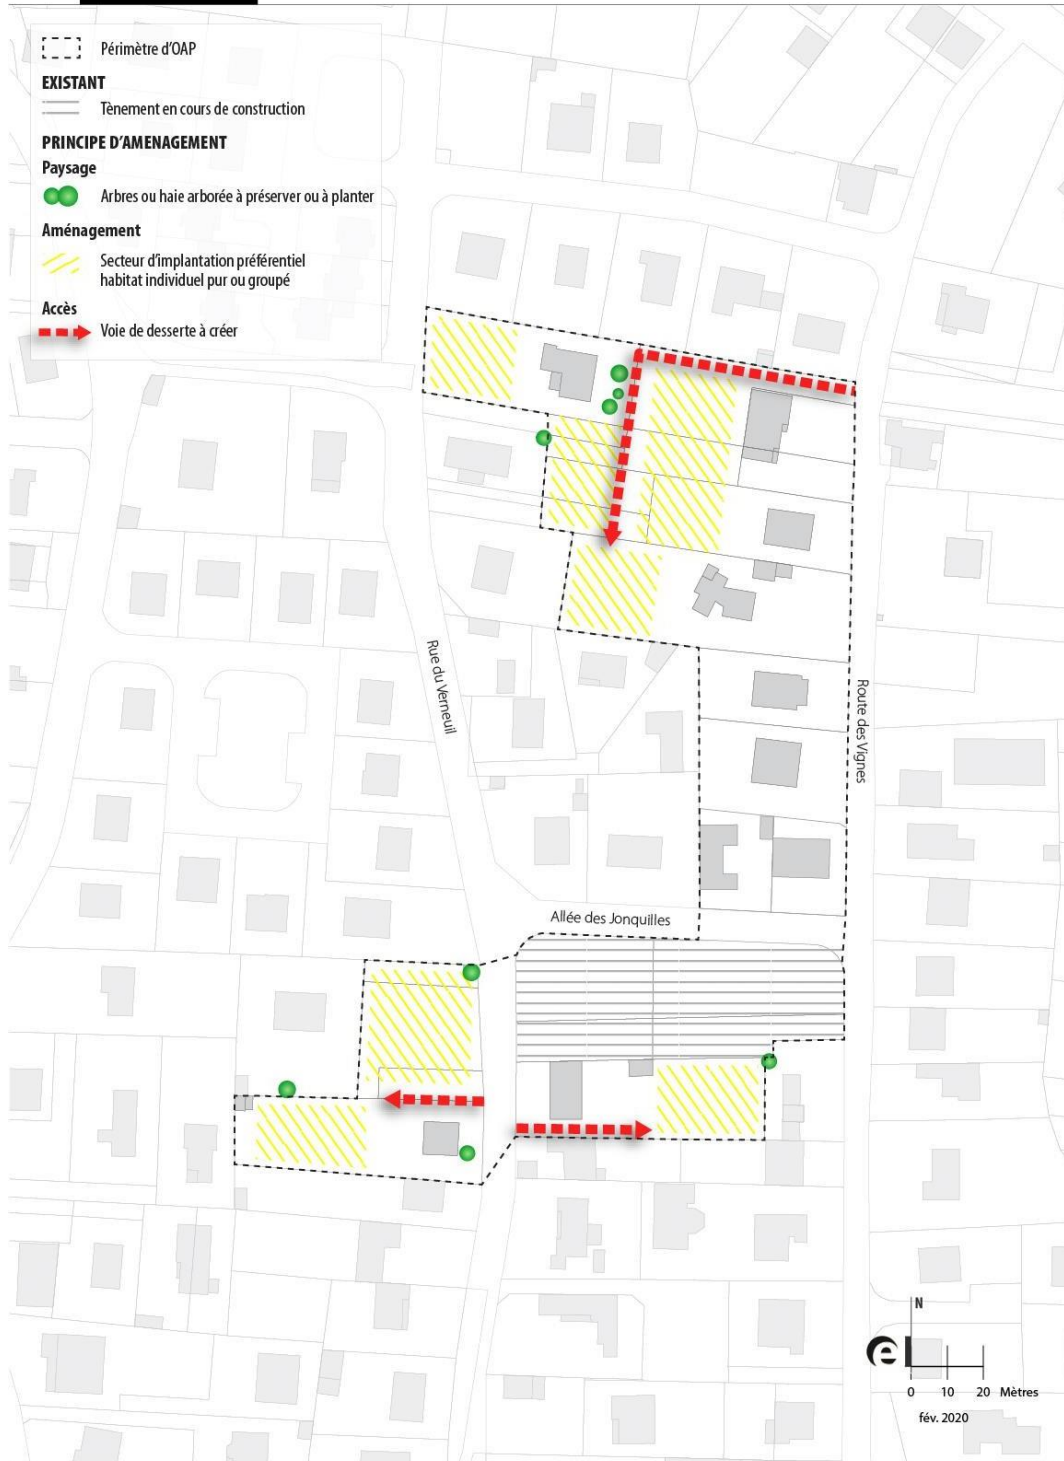 Périmètre d'OAP
EXISTANT
Tènement en cours de construction
PRINCIPE D'AMENAGEMENT
Paysage
Arbres ou haie arborée à préserver ou à planter
Aménagement
Secteur d'implantation préférentiel
habitat individuel pur ou groupé
Accès
Voie de desserte à créer
Rue du Verneuil
Route des Vignes
Allée des Jonquilles
N
e
0 10 20 Mètres
fév. 2020